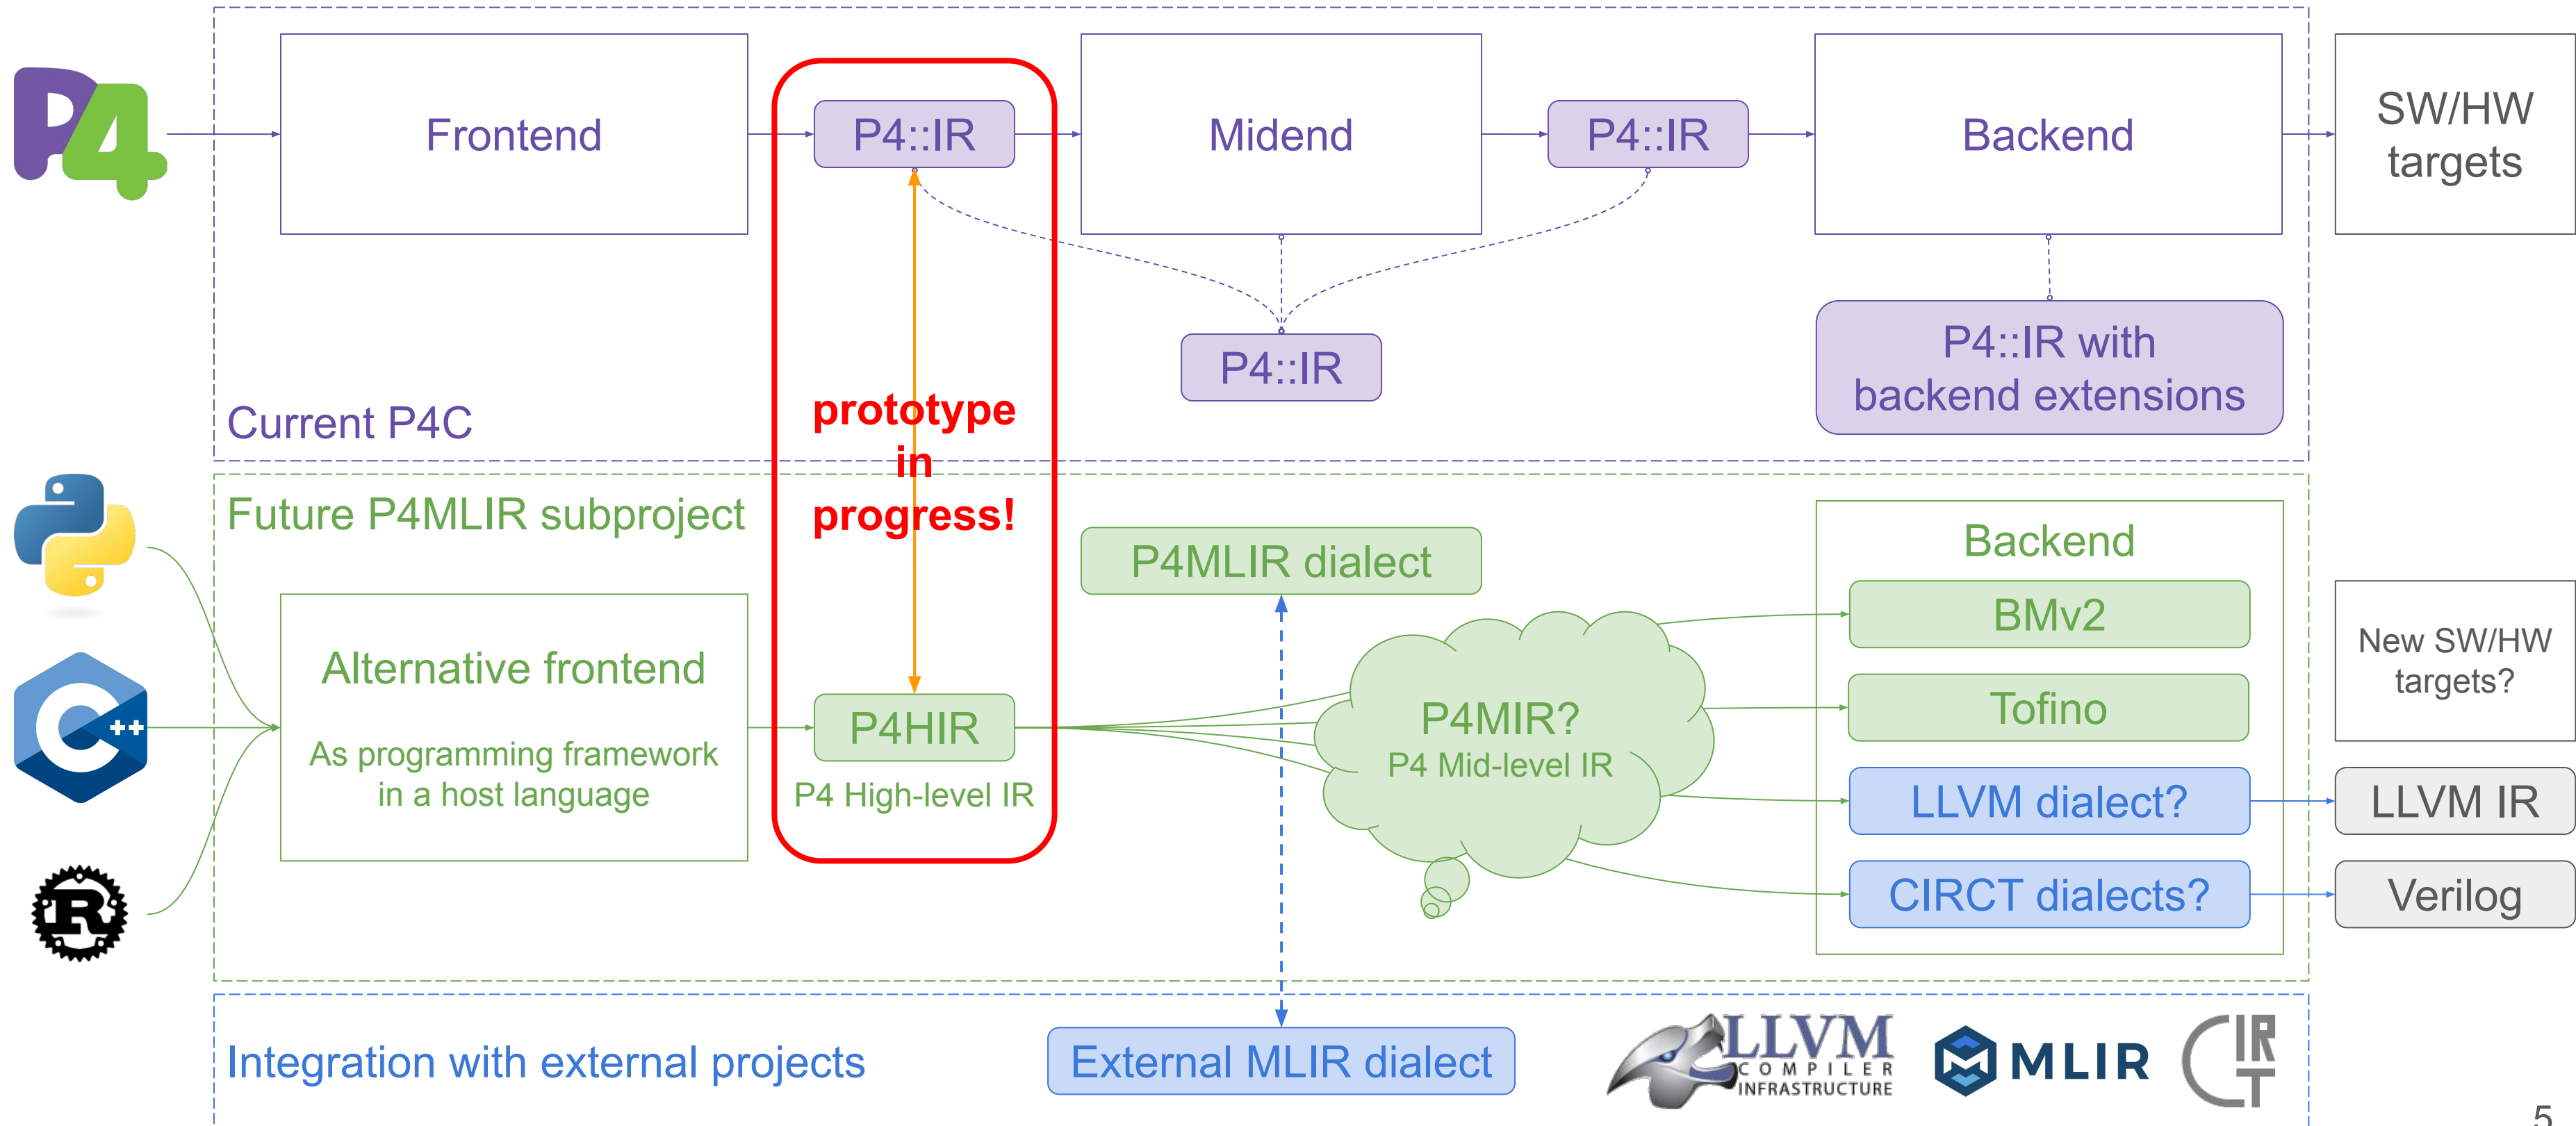 P4
Frontend
P4::IR
Midend
P4::IR
Backend
SW/HW
targets
P4::IR
P4::IR with
backend extensions
Current P4C
prototype
in
progress!
Future P4MLIR subproject
P4MLIR dialect
Backend
BMv2
Tofino
LLVM dialect?
CIRCT dialects?
New SW/HW
targets?
LLVM IR
Verilog
C++
R
Alternative frontend
As programming framework
in a host language
P4HIR
P4 High-level IR
P4MIR?
P4 Mid-level IR
Integration with external projects
External MLIR dialect
LLVM
COMPILER
INFRASTRUCTURE
MLIR
CIRCT
5